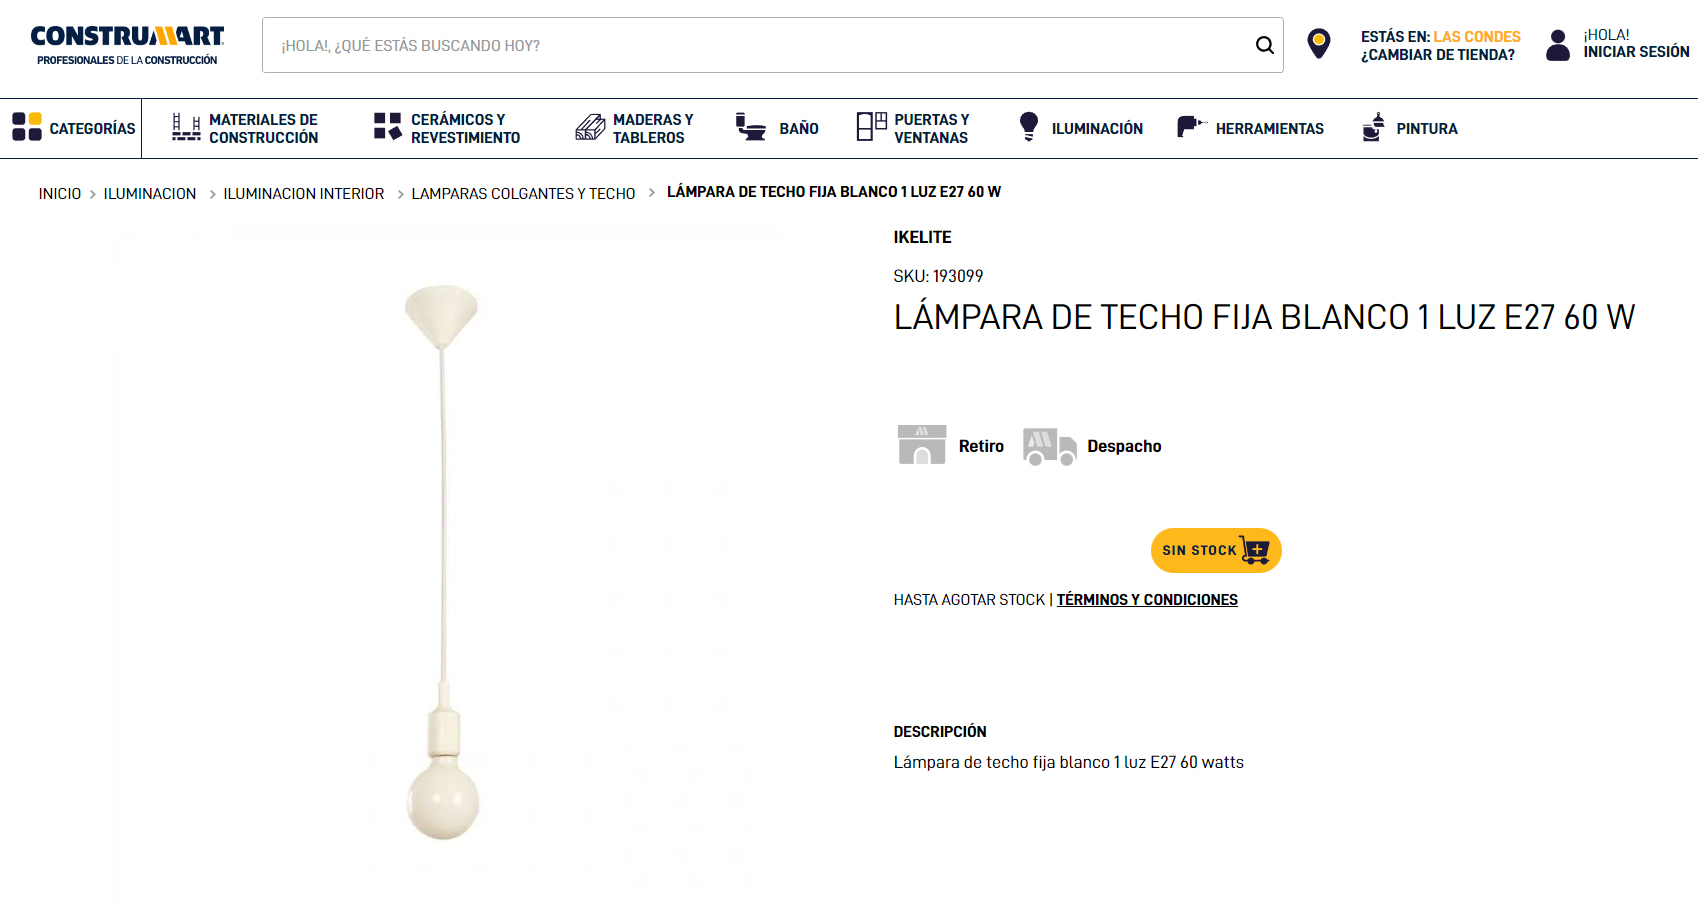 CONSTRUMART
PROFESIONALES DE LA CONSTRUCCIÓN
¡HOLA!, ¿QUÉ ESTÁS BUSCANDO HOY?
ESTÁS EN: LAS CONDES
¿CAMBIAR DE TIENDA?
¡HOLA!
INICIAR SESIÓN
CATEGORÍAS
MATERIALES DE
CONSTRUCCIÓN
CERÁMICOS Y
REVESTIMIENTO
MADERAS Y
TABLEROS
BAÑO
PUERTAS Y
VENTANAS
ILUMINACIÓN
HERRAMIENTAS
PINTURA
INICIO > ILUMINACION > ILUMINACION INTERIOR > LAMPARAS COLGANTES Y TECHO > LÁMPARA DE TECHO FIJA BLANCO 1 LUZ E27 60 W
IKELITE
SKU: 193099
LÁMPARA DE TECHO FIJA BLANCO 1 LUZ E27 60 W
Retiro
Despacho
SIN STOCK
HASTA AGOTAR STOCK | TÉRMINOS Y CONDICIONES
DESCRIPCIÓN
Lámpara de techo fija blanco 1 luz E27 60 watts